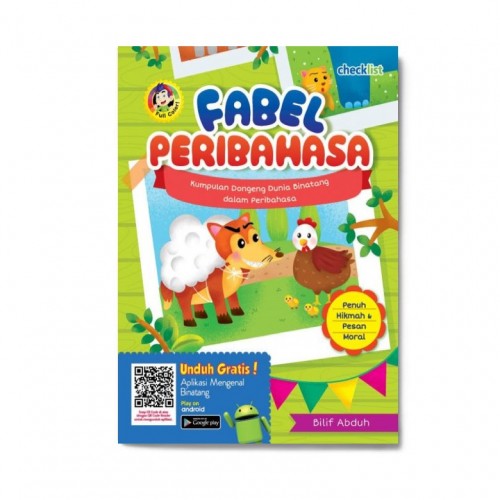 checklist
Full Color!
FABEL
PERIBAHASA
Kumpulan Dongeng Dunia Binatang
dalam Peribahasa
Penuh
Hikmah &
Pesan
Moral
Unduh Gratis !
Aplikasi Mengenal
Binatang
Play on
android
Google play
Bilif Abduh